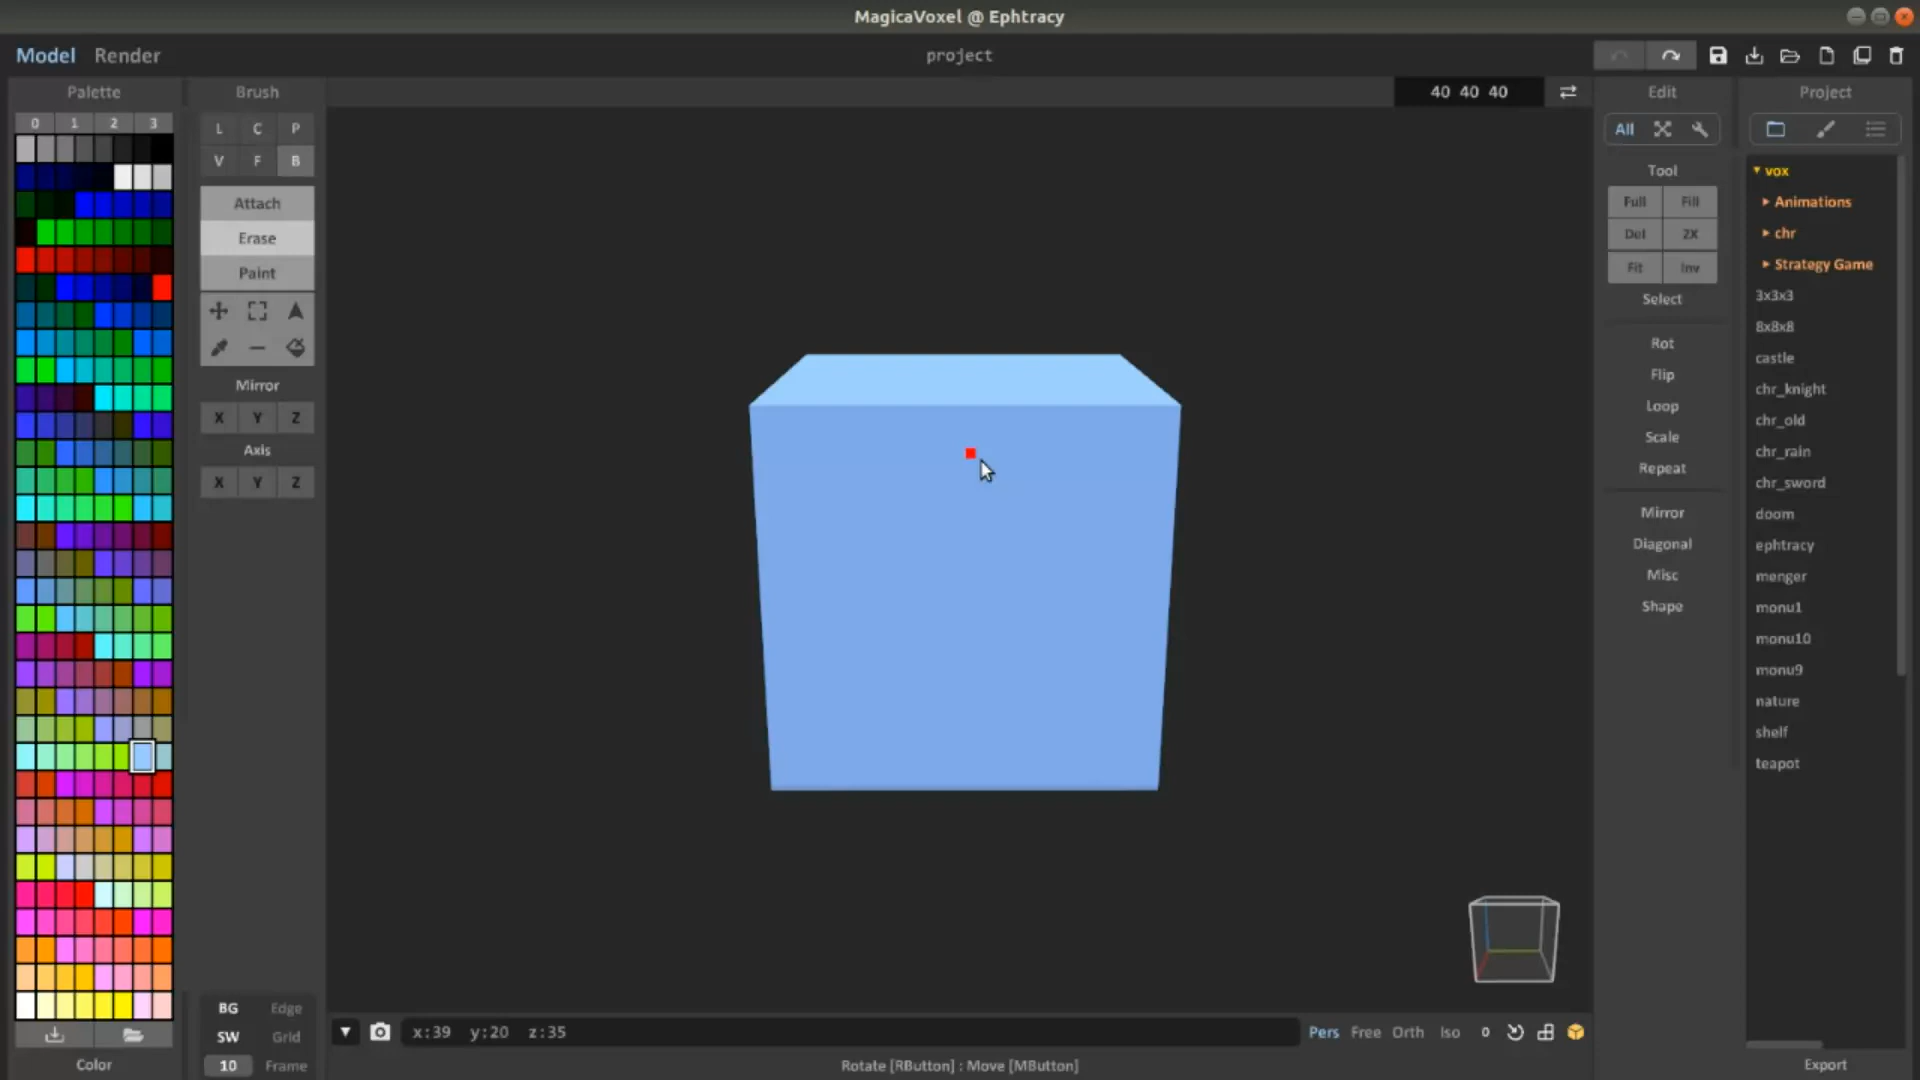 MagicaVoxel @ Ephtracy
Model Render
project
Palette
Brush
40 40 40
Edit
Project
0 1 2 3
L C P
V F B
Attach
Erase
Paint
Mirror
X Y Z
Axis
X Y Z
BG Edge
SW Grid
10 Frame
Color
x:39 y:20 z:35
Pers Free Orth Iso 0
Rotate [RButton] : Move [MButton]
All
Tool
Full Fill
Del 2X
Fit Inv
Select
Rot
Flip
Loop
Scale
Repeat
Mirror
Diagonal
Misc
Shape
vox
Animations
chr
Strategy Game
3x3x3
8x8x8
castle
chr_knight
chr_old
chr_rain
chr_sword
doom
ephtracy
menger
monu1
monu10
monu9
nature
shelf
teapot
Export